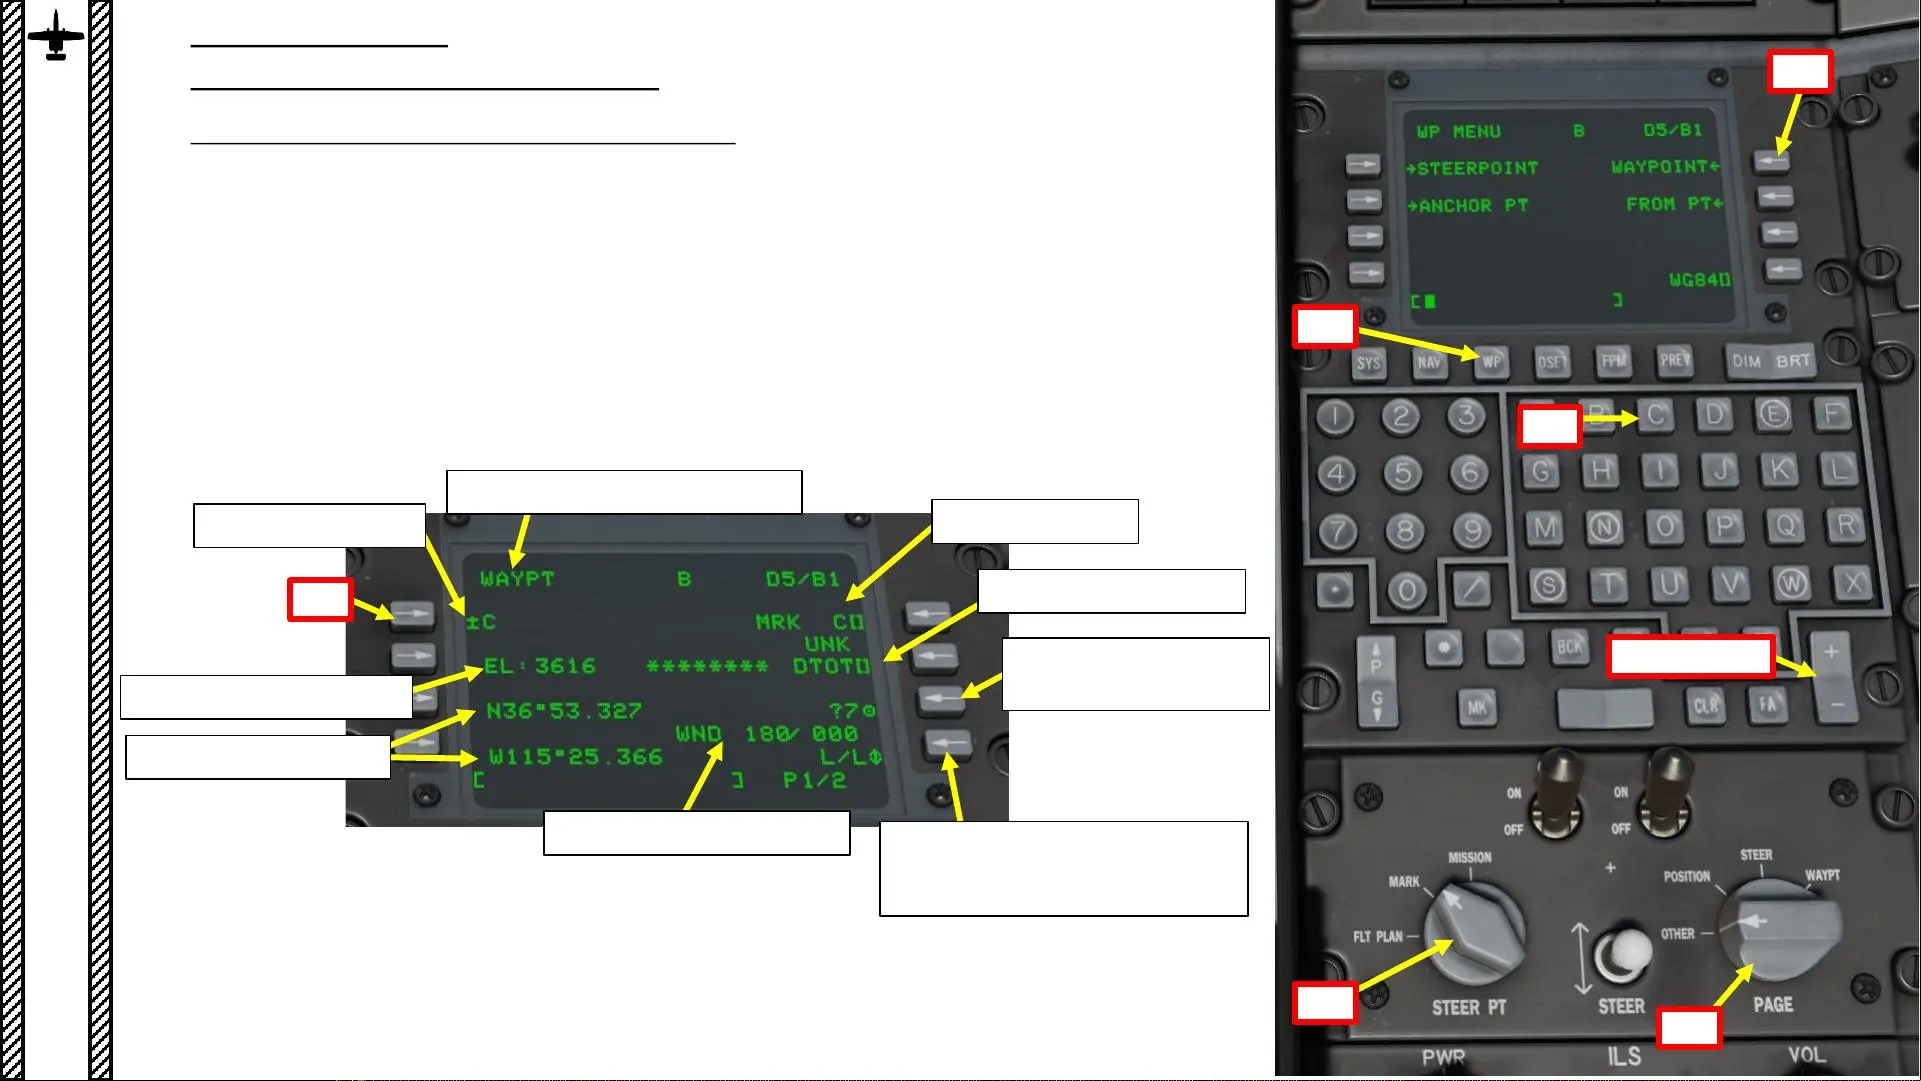 WAYPT B D5/B1
±C MRK C[]
UNK
EL:3616 ******** DTOT[]
N36°53.327 ?7
WND 180/ 000
W115°25.366 L/L
[ ] P1/2
WP MENU B D5/B1
→STEERPOINT WAYPOINT←
→ANCHOR PT FROM PT←
WG84[]
[ ]
SYS NAV WP OSET FPM PREV DIM BRT
1 2 3 B C D E F
4 5 6 G H I J K L
7 8 9 M N O P Q R
. 0 / S T U V W X
P G BCK + -
MK CLR FA
ON ON
OFF OFF
MISSION STEER
MARK POSITION WAYPT
FLT PLAN OTHER
STEER PT STEER PAGE
PWR ILS VOL